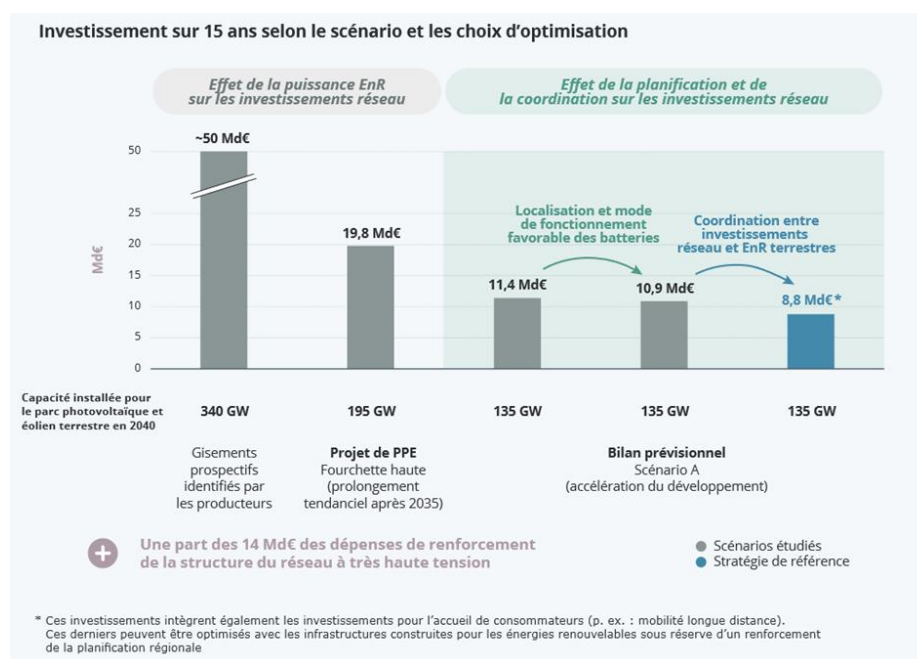 Investissement sur 15 ans selon le scénario et les choix d’optimisation
Effet de la puissance EnR
sur les investissements réseau
Effet de la planification et de
la coordination sur les investissements réseau
~50 Md€
50
Localisation et mode
de fonctionnement
favorable des batteries
Coordination entre
investissements
réseau et EnR terrestres
25
19,8 Md€
20
Md€
15
11,4 Md€
10,9 Md€
8,8 Md€*
10
5
0
Capacité installée pour
le parc photovoltaïque et
éolien terrestre en 2040
340 GW
195 GW
135 GW
135 GW
135 GW
Gisements
prospectifs
identifiés par
les producteurs
Projet de PPE
Fourchette haute
(prolongement
tendanciel après 2035)
Bilan prévisionnel
Scénario A
(accélération du développement)
+
Une part des 14 Md€ des dépenses de renforcement
de la structure du réseau à très haute tension
Scénarios étudiés
Stratégie de référence
* Ces investissements intègrent également les investissements pour l’accueil de consommateurs (p. ex. : mobilité longue distance).
Ces derniers peuvent être optimisés avec les infrastructures construites pour les énergies renouvelables sous réserve d’un renforcement
de la planification régionale